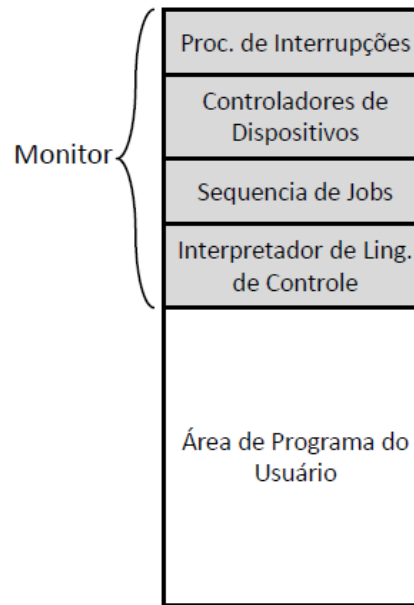 Proc. de Interrupções
Controladores de
Dispositivos
Monitor
Sequencia de Jobs
Interpretador de Ling.
de Controle
Área de Programa do
Usuário